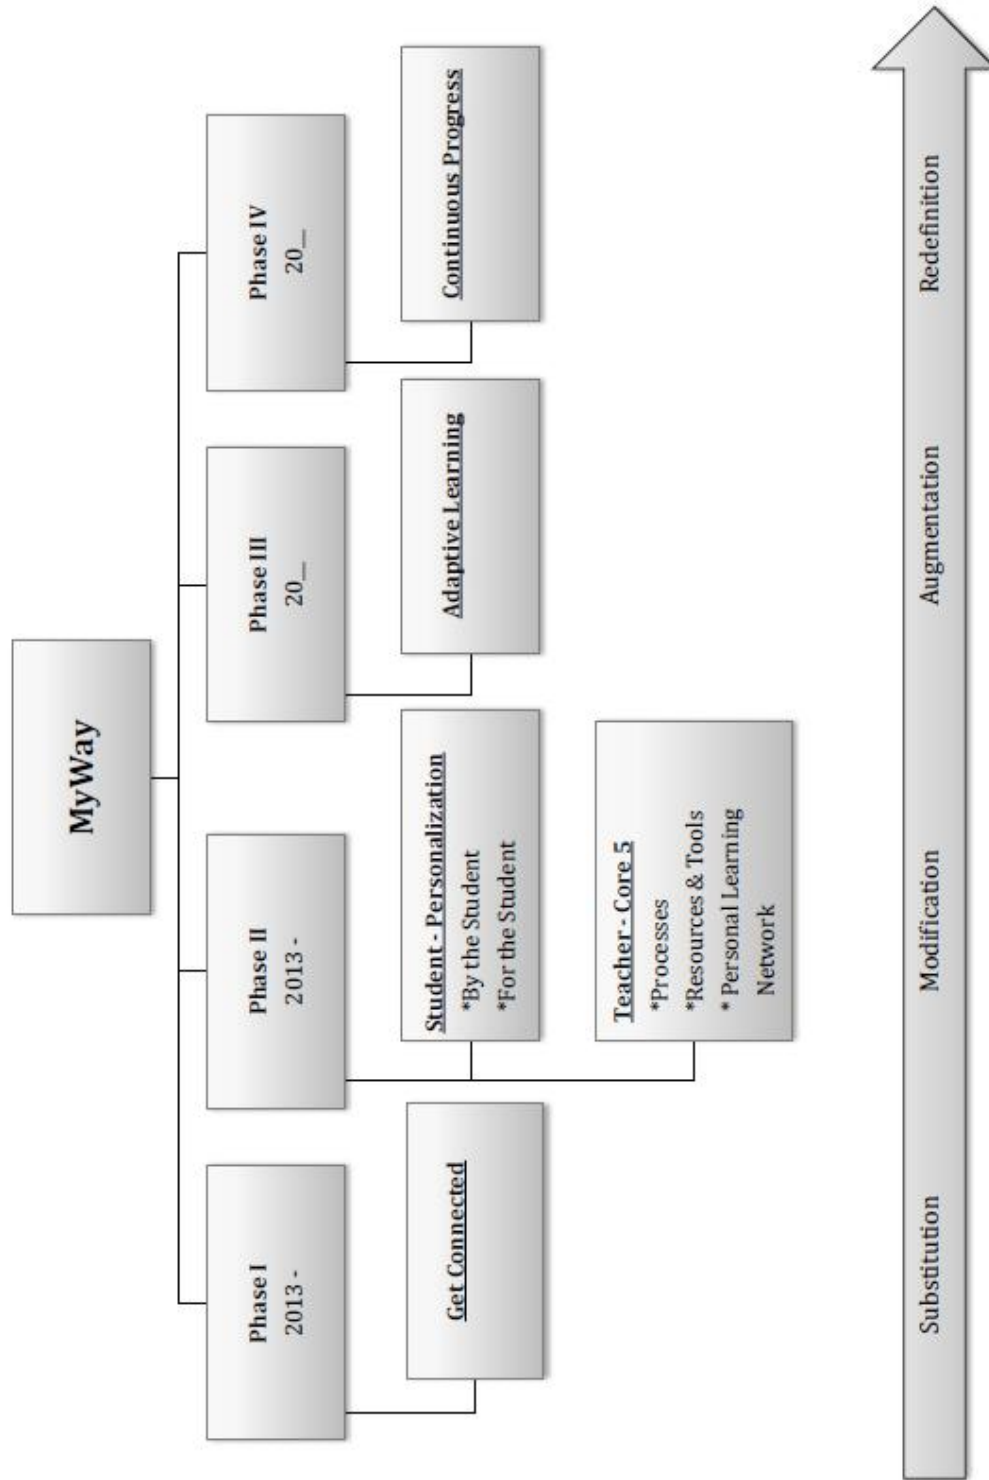 MyWay
Phase I
2013 -
Get Connected
Phase II
2013 -
Student - Personalization
*By the Student
*For the Student
Teacher - Core 5
*Processes
*Resources & Tools
* Personal Learning
Network
Phase III
20__
Adaptive Learning
Phase IV
20__
Continuous Progress
Substitution
Modification
Augmentation
Redefinition